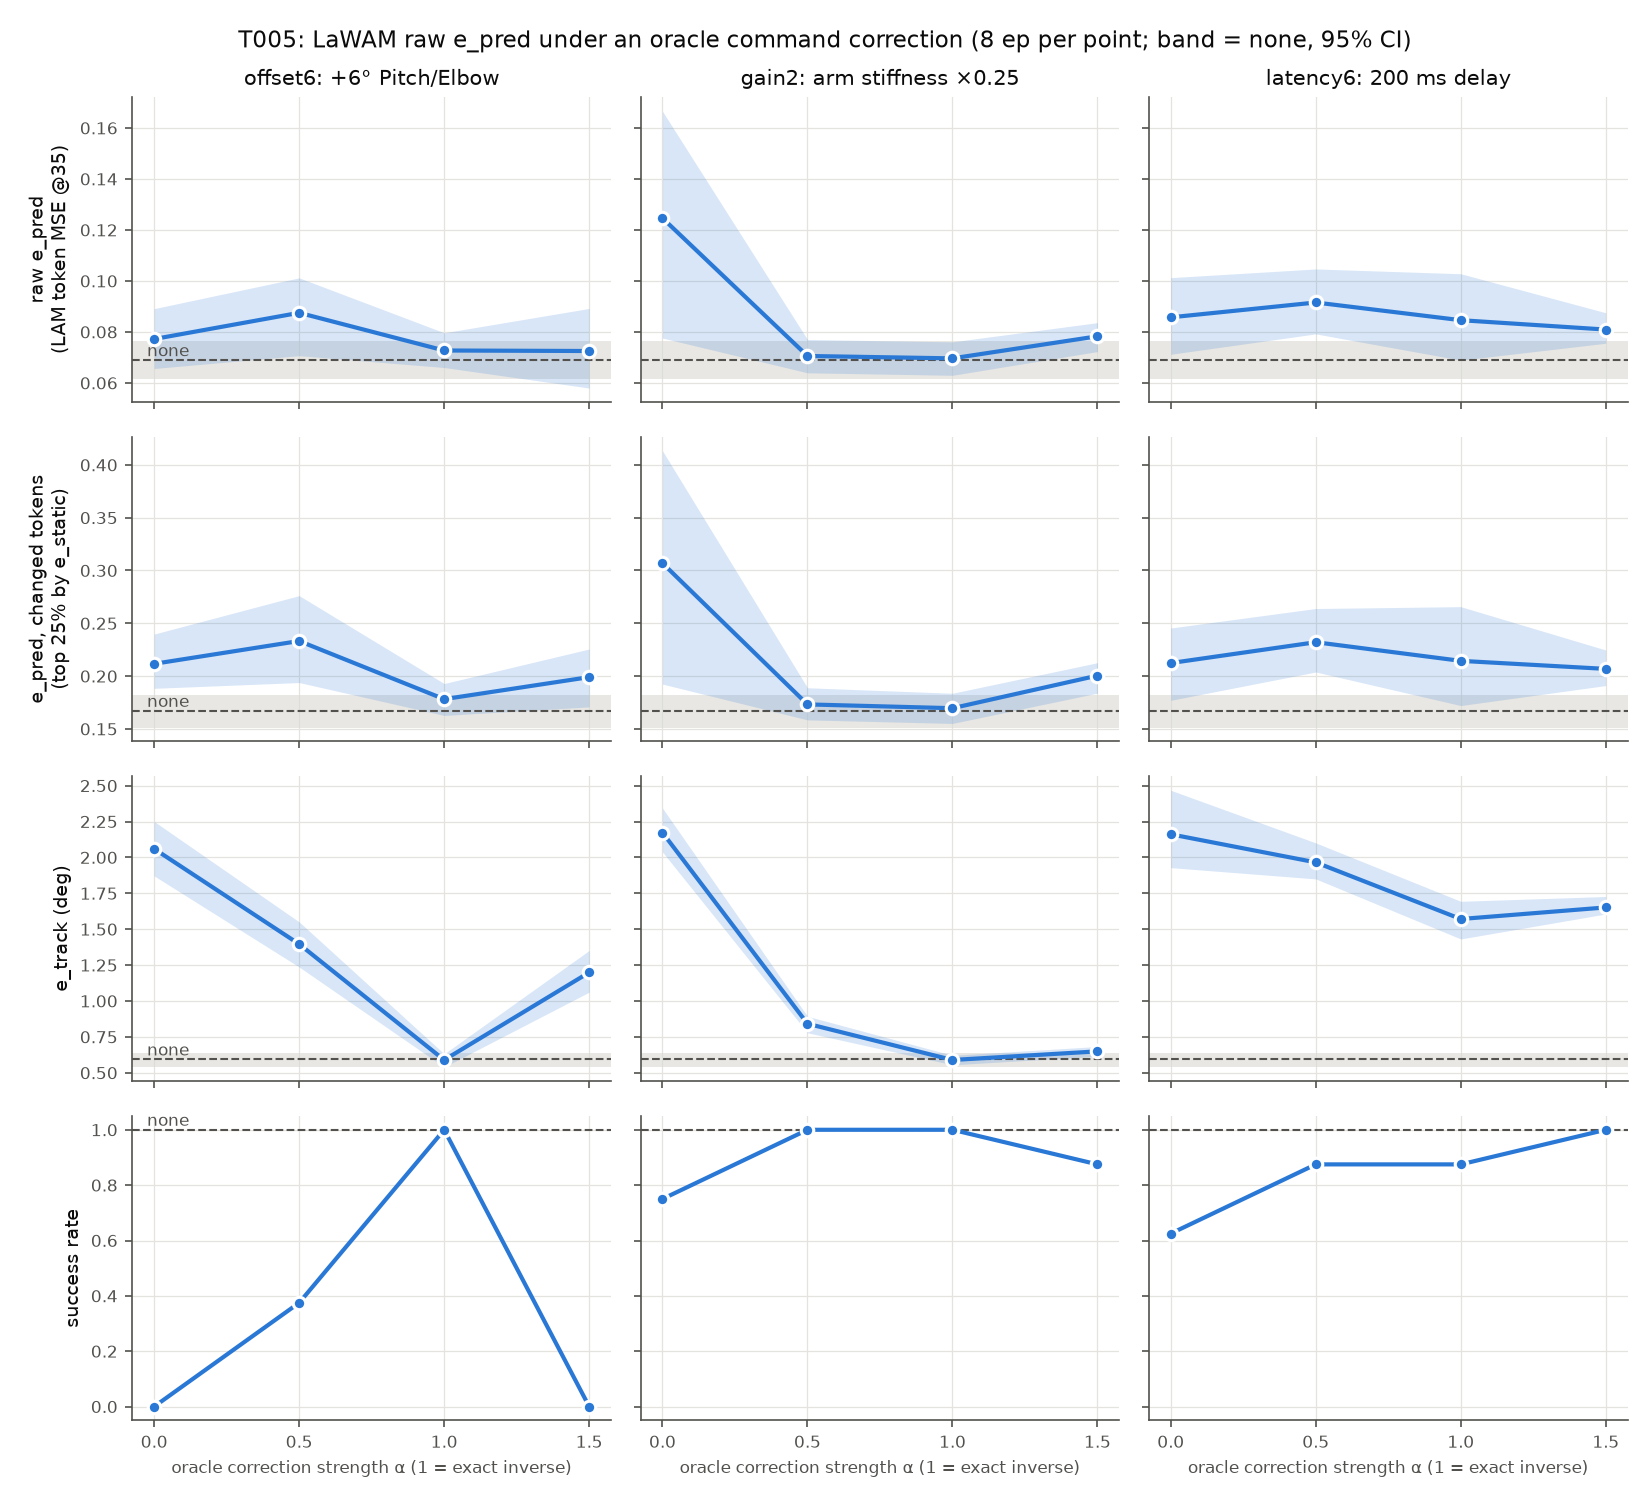 T005: LaWAM raw e_pred under an oracle command correction (8 ep per point; band = none, 95% CI)
offset6: +6° Pitch/Elbow
gain2: arm stiffness ×0.25
latency6: 200 ms delay
raw e_pred
(LAM token MSE @35)
0.16
0.14
0.12
0.10
0.08
0.06
none
e_pred, changed tokens
(top 25% by e_static)
0.40
0.35
0.30
0.25
0.20
0.15
none
e_track (deg)
2.50
2.25
2.00
1.75
1.50
1.25
1.00
0.75
0.50
none
success rate
1.0
0.8
0.6
0.4
0.2
0.0
none
0.0 0.5 1.0 1.5
0.0 0.5 1.0 1.5
0.0 0.5 1.0 1.5
oracle correction strength α (1 = exact inverse)
oracle correction strength α (1 = exact inverse)
oracle correction strength α (1 = exact inverse)